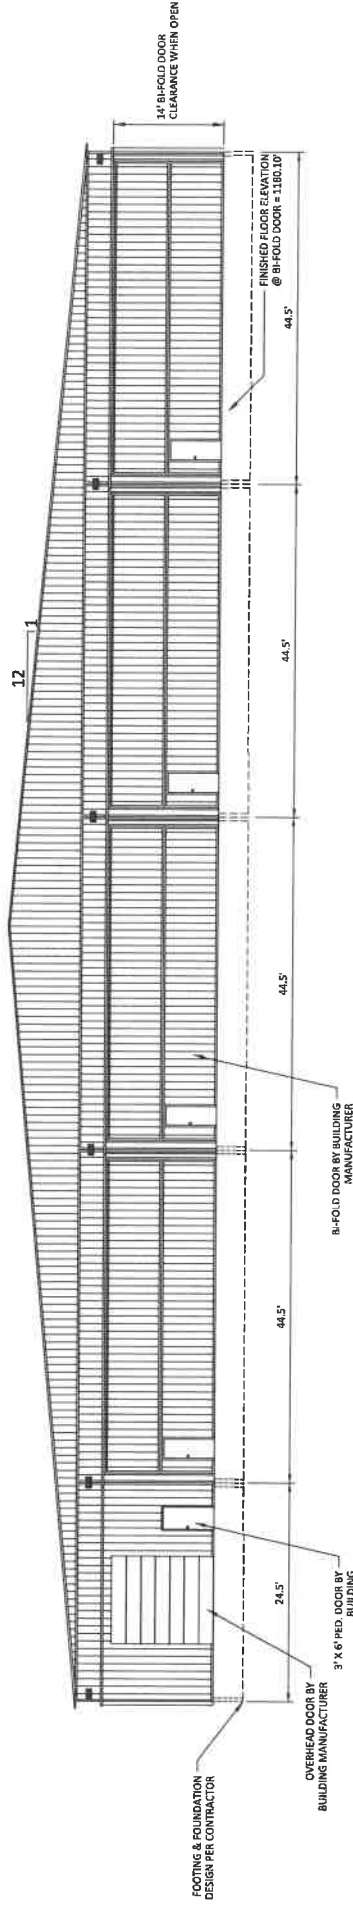 FOOTING & FOUNDATION
DESIGN PER CONTRACTOR
OVERHEAD DOOR BY
BUILDING MANUFACTURER
3' X 6' PED. DOOR BY
BUILDING
24.5'
44.5'
BI-FOLD DOOR BY BUILDING
MANUFACTURER
44.5'
12
1
44.5'
44.5'
FINISHED FLOOR ELEVATION
@ BI-FOLD DOOR = 1180.10'
14' BI-FOLD DOOR
CLEARANCE WHEN OPEN